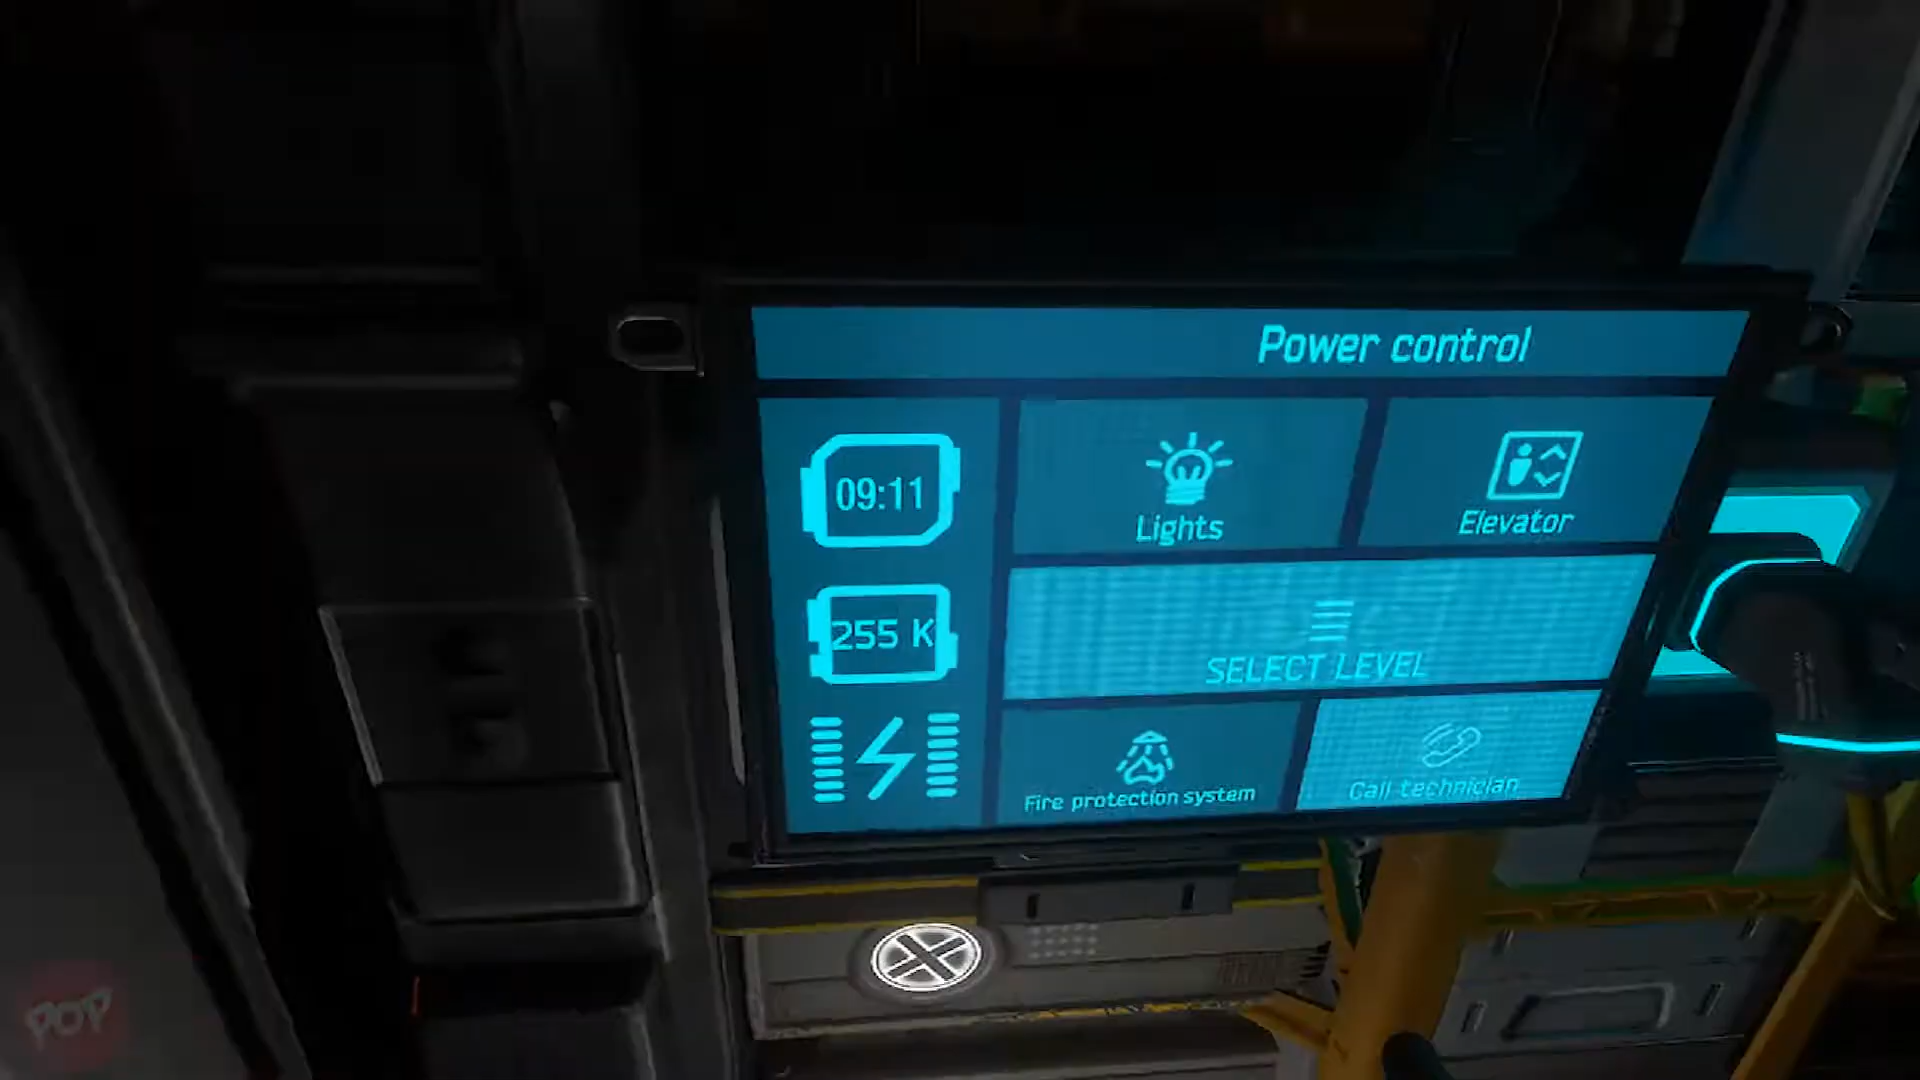 Power control
09:11
Lights
Elevator
255 K
SELECT LEVEL
Fire protection system
Call technician
POP